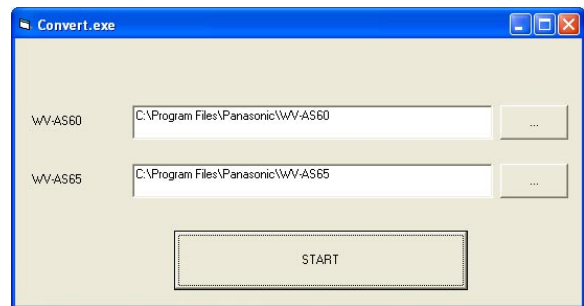 Convert.exe
WV-AS60 C:\Program Files\Panasonic\WV-AS60 ...
WV-AS65 C:\Program Files\Panasonic\WV-AS65 ...
START